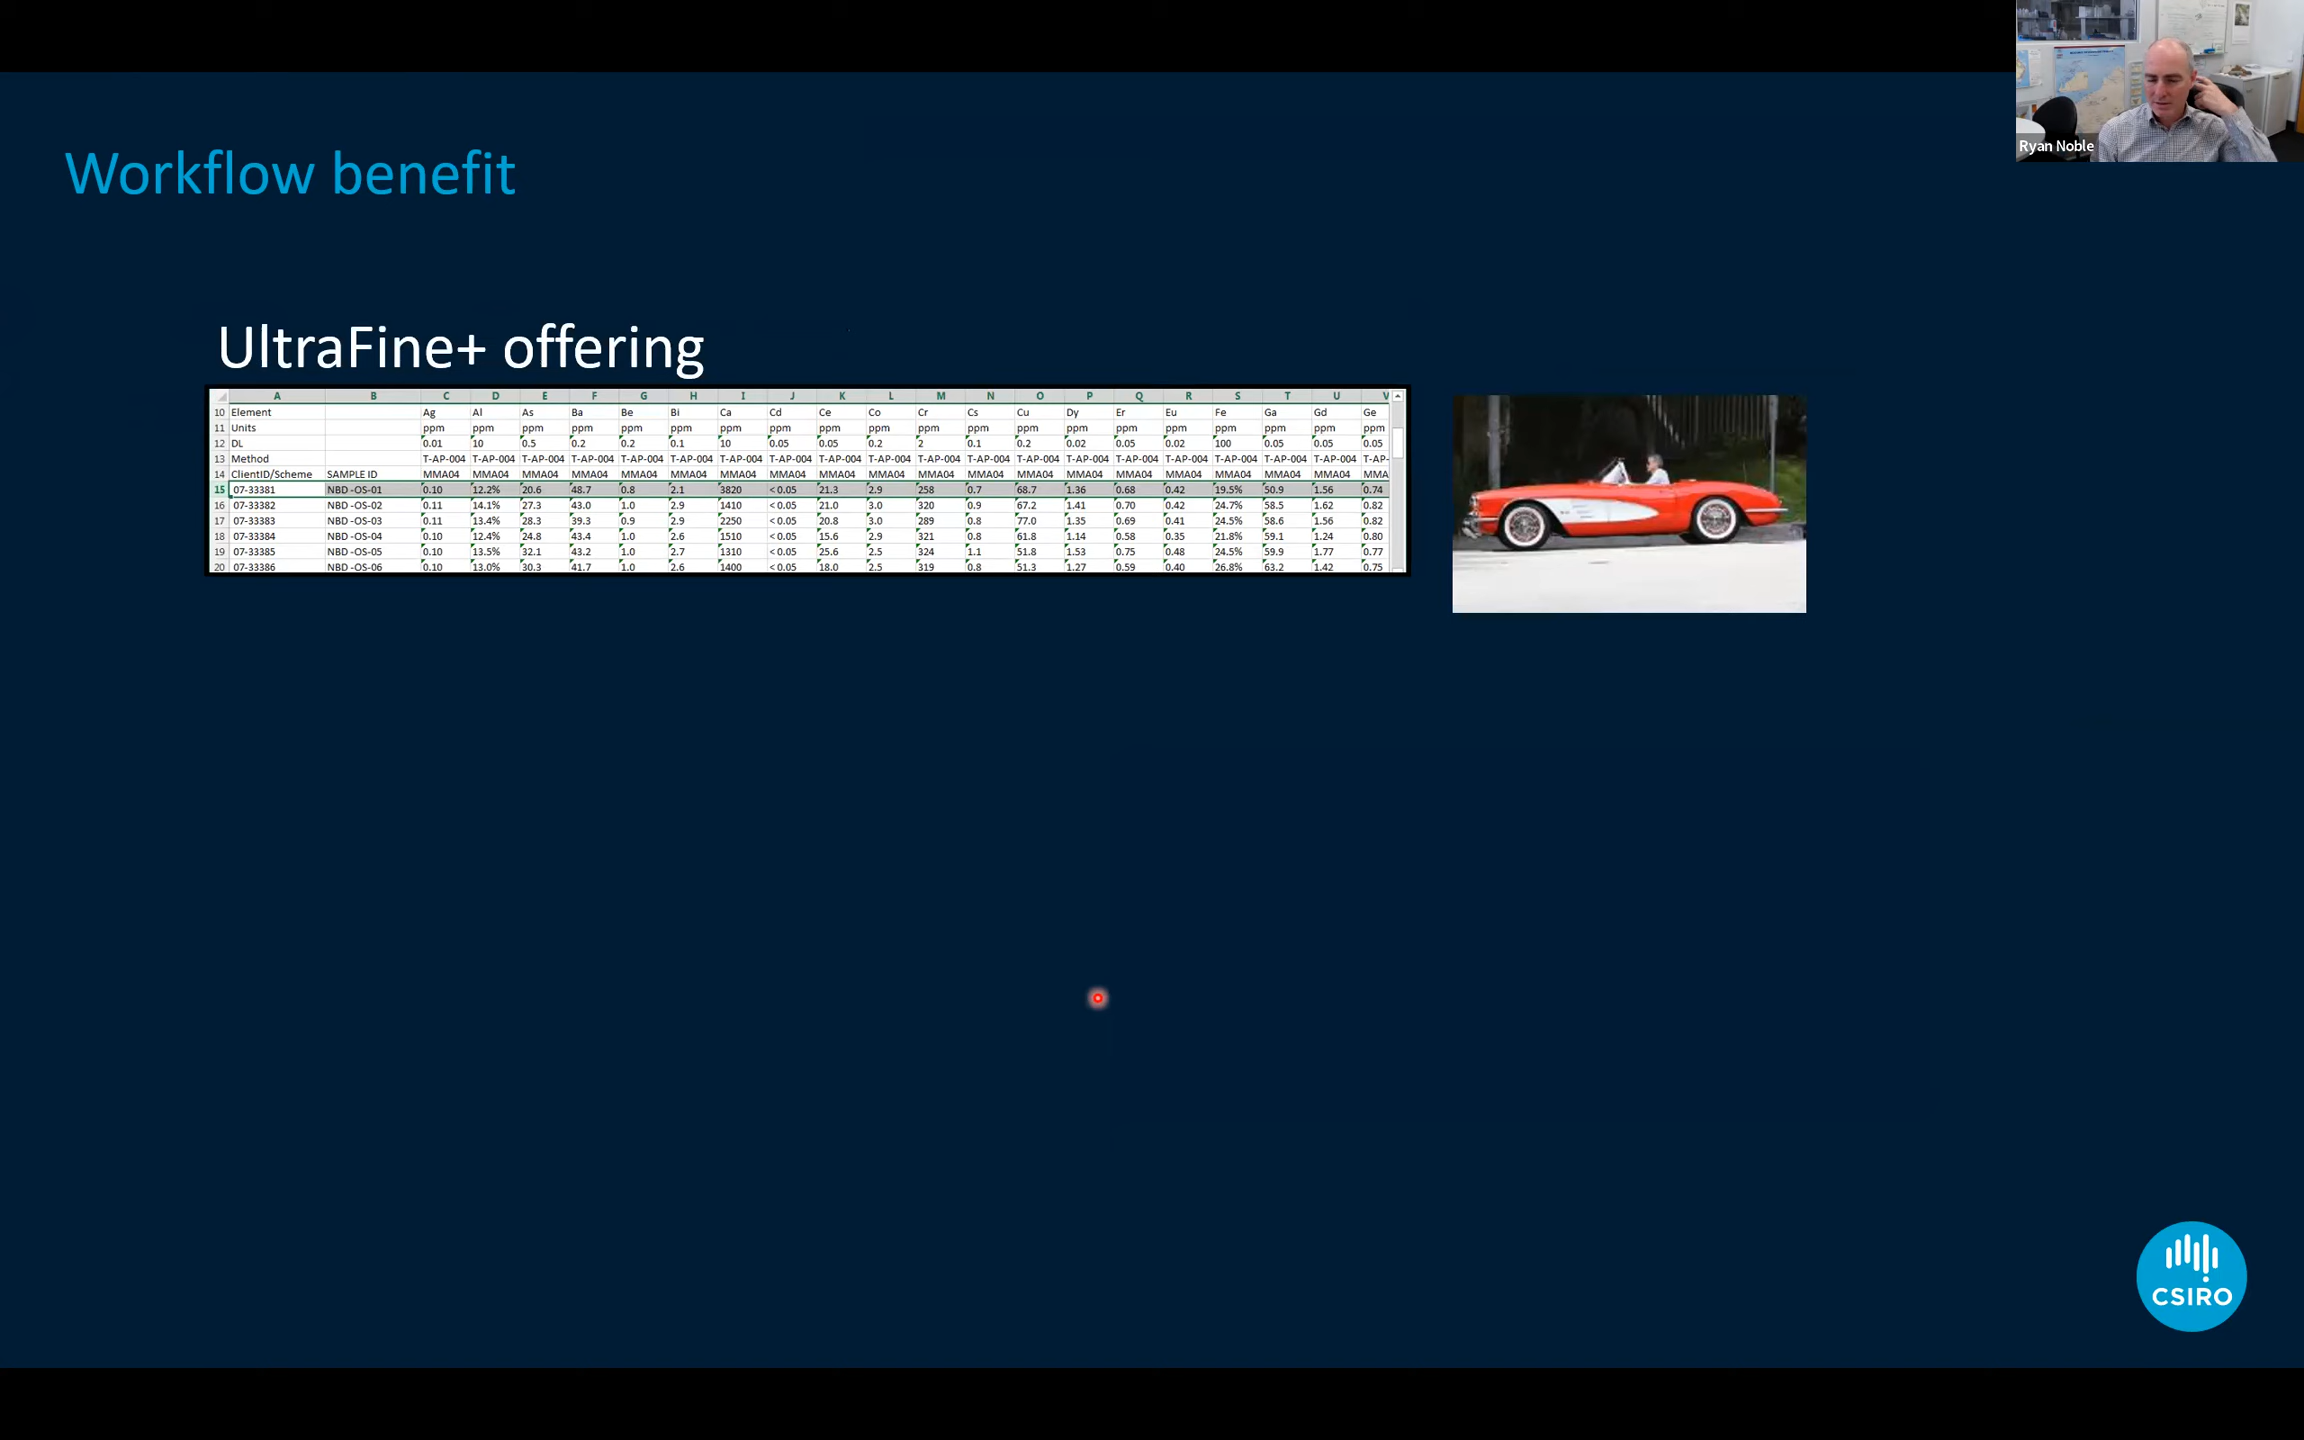 Ryan Noble
Workflow benefit
UltraFine+ offering
A B C D E F G H I J K L M N O P Q R S T U V
10 Element Ag Al As Ba Be Bi Ca Cd Ce Co Cr Cs Cu Dy Er Eu Fe Ga Gd Ge
11 Units ppm ppm ppm ppm ppm ppm ppm ppm ppm ppm ppm ppm ppm ppm ppm ppm ppm ppm ppm ppm
12 DL 0.01 10 0.5 0.2 0.2 0.1 10 0.05 0.05 0.2 2 0.1 0.2 0.02 0.05 0.02 100 0.05 0.05 0.05
13 Method T-AP-004 T-AP-004 T-AP-004 T-AP-004 T-AP-004 T-AP-004 T-AP-004 T-AP-004 T-AP-004 T-AP-004 T-AP-004 T-AP-004 T-AP-004 T-AP-004 T-AP-004 T-AP-004 T-AP-004 T-AP-004 T-AP-004 T-AP-
14 ClientID/Scheme SAMPLE ID MMA04 MMA04 MMA04 MMA04 MMA04 MMA04 MMA04 MMA04 MMA04 MMA04 MMA04 MMA04 MMA04 MMA04 MMA04 MMA04 MMA04 MMA04 MMA04 MMA
15 07-33381 NBD -OS-01 0.10 12.2% 20.6 48.7 0.8 2.1 3820 <0.05 21.3 2.9 258 0.7 68.7 1.36 0.68 0.42 19.5% 50.9 1.56 0.74
16 07-33382 NBD -OS-02 0.11 14.1% 27.3 43.0 1.0 2.9 1410 <0.05 21.0 3.0 320 0.9 67.2 1.41 0.70 0.42 24.7% 58.5 1.62 0.82
17 07-33383 NBD -OS-03 0.11 13.4% 28.3 39.3 0.9 2.9 2250 <0.05 20.8 3.0 289 0.8 77.0 1.35 0.69 0.41 24.5% 58.6 1.56 0.82
18 07-33384 NBD -OS-04 0.10 12.4% 24.8 43.4 1.0 2.6 1510 <0.05 15.6 2.9 321 0.8 61.8 1.14 0.58 0.35 21.8% 59.1 1.24 0.80
19 07-33385 NBD -OS-05 0.10 13.5% 32.1 43.2 1.0 2.7 1310 <0.05 25.6 2.5 324 1.1 51.8 1.53 0.75 0.48 24.5% 59.9 1.77 0.77
20 07-33386 NBD -OS-06 0.10 13.0% 30.3 41.7 1.0 2.6 1400 <0.05 18.0 2.5 319 0.8 51.3 1.27 0.59 0.40 26.8% 63.2 1.42 0.75
CSIRO